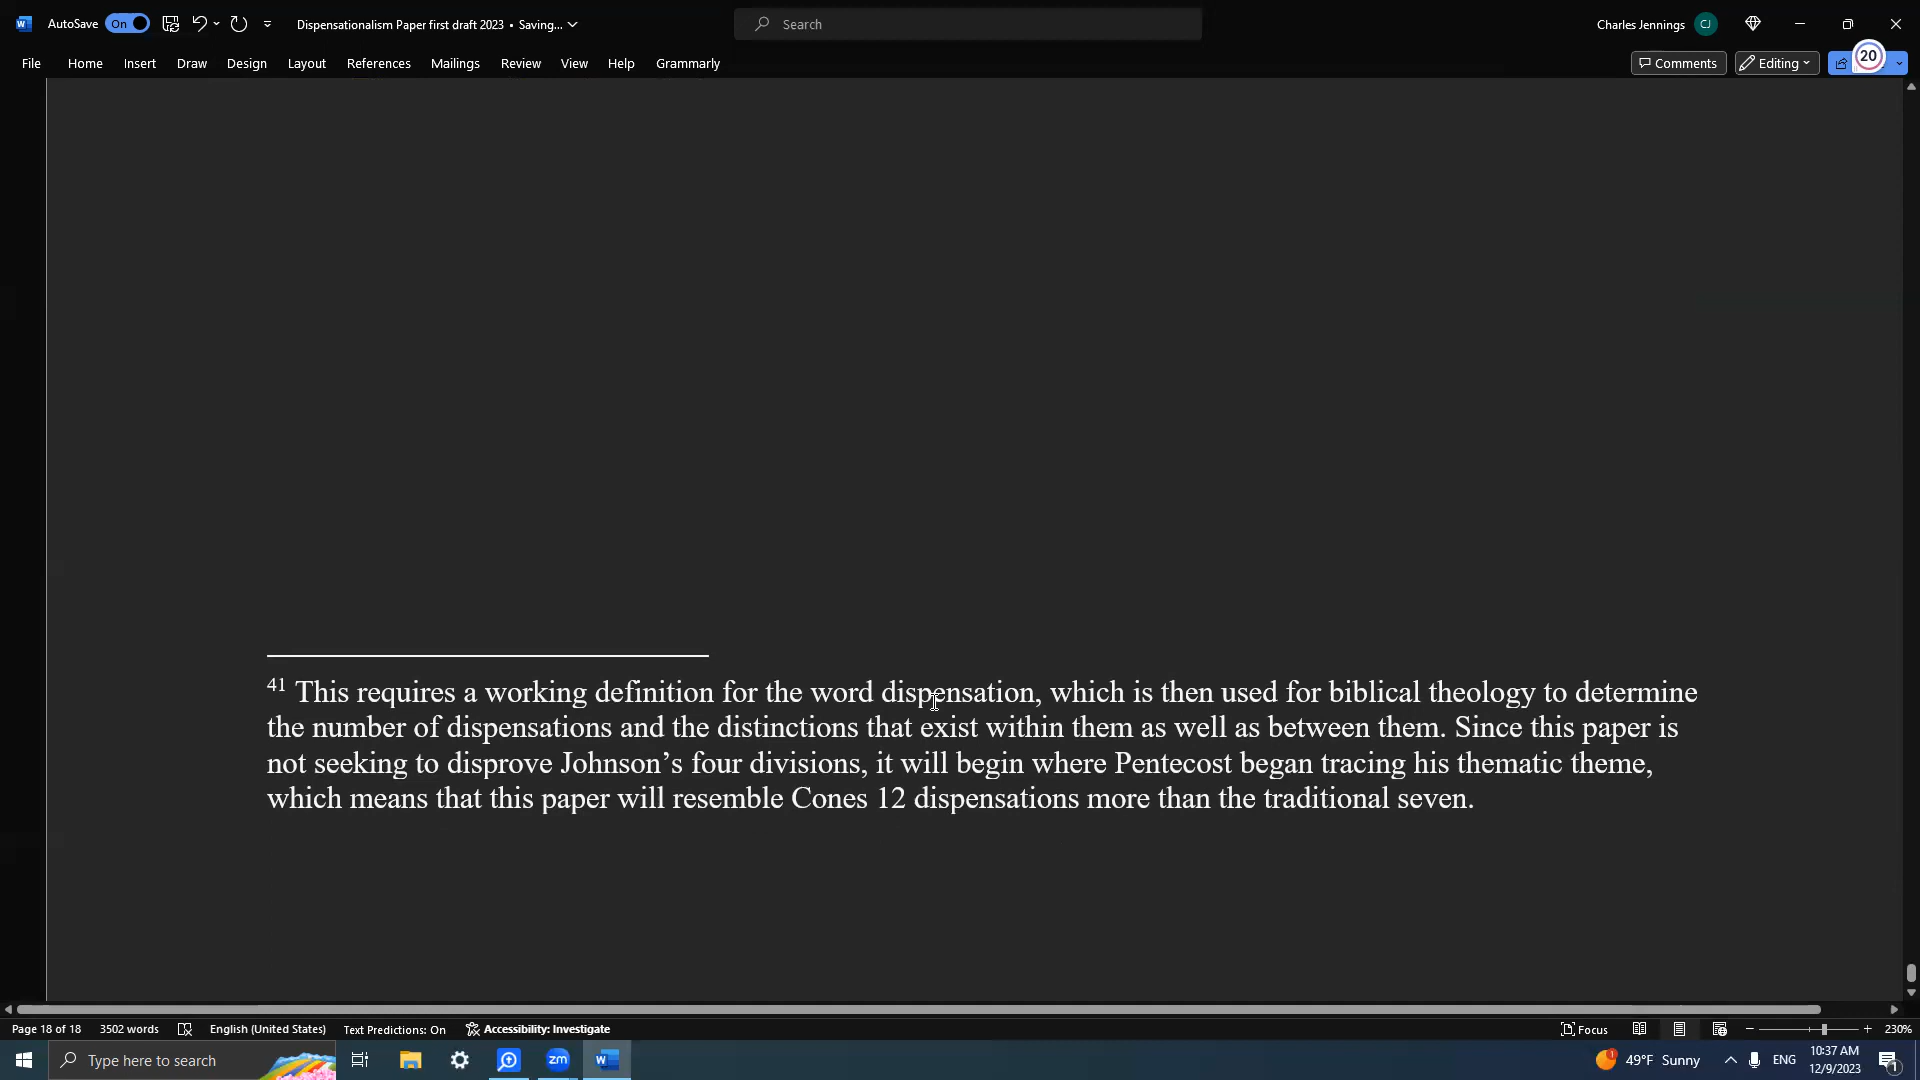 AutoSave On Dispensationalism Paper first draft 2023 • Saving... Search Charles Jennings CJ
File Home Insert Draw Design Layout References Mailings Review View Help Grammarly Comments Editing 20
41 This requires a working definition for the word dispensation, which is then used for biblical theology to determine
the number of dispensations and the distinctions that exist within them as well as between them. Since this paper is
not seeking to disprove Johnson’s four divisions, it will begin where Pentecost began tracing his thematic theme,
which means that this paper will resemble Cones 12 dispensations more than the traditional seven.
Page 18 of 18 3502 words English (United States) Text Predictions: On Accessibility: Investigate Focus 230%
Type here to search zm W 1 49°F Sunny ENG 10:37 AM 1
12/9/2023